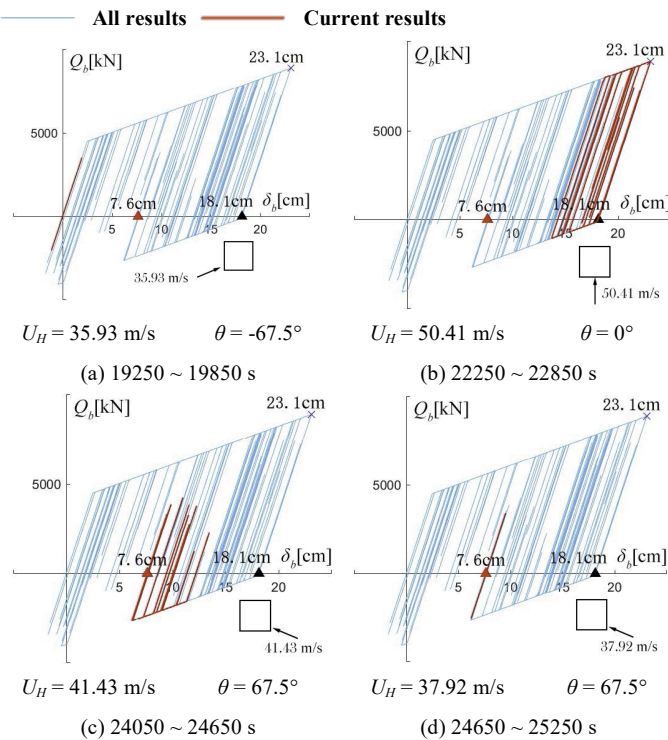 All results Current results
Q_b[kN]
23.1cm
5000
7.6cm 18.1cm δ_b[cm]
5 10 15 20
35.93 m/s
U_H = 35.93 m/s θ = -67.5°
(a) 19250 ~ 19850 s
Q_b[kN]
23.1cm
5000
7.6cm 18.1cm δ_b[cm]
5 10 15 20
50.41 m/s
U_H = 50.41 m/s θ = 0°
(b) 22250 ~ 22850 s
Q_b[kN]
23.1cm
5000
7.6cm 18.1cm δ_b[cm]
5 10 15 20
41.43 m/s
U_H = 41.43 m/s θ = 67.5°
(c) 24050 ~ 24650 s
Q_b[kN]
23.1cm
5000
7.6cm 18.1cm δ_b[cm]
5 10 15 20
37.92 m/s
U_H = 37.92 m/s θ = 67.5°
(d) 24650 ~ 25250 s